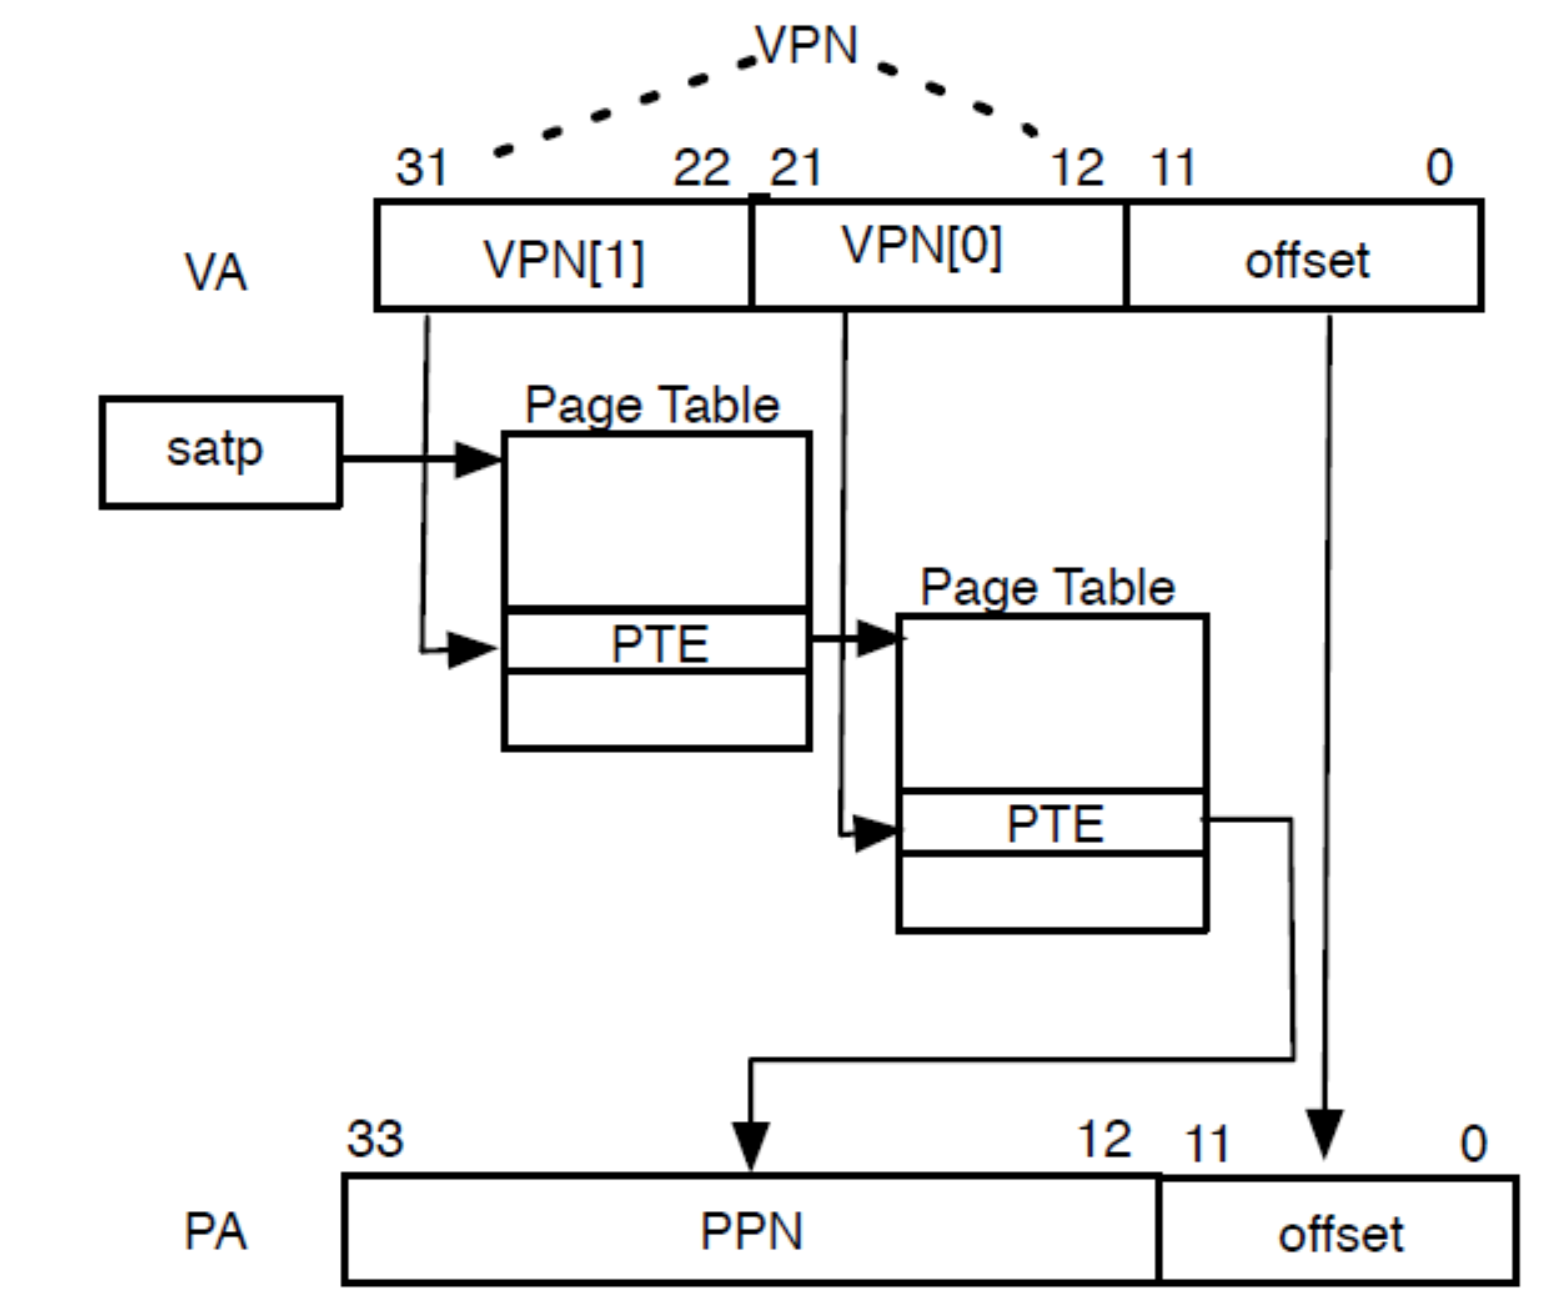 VPN
31 22 21 12 11 0
VA VPN[1] VPN[0] offset
Page Table
satp
Page Table
PTE
PTE
33 12 11 0
PA PPN offset